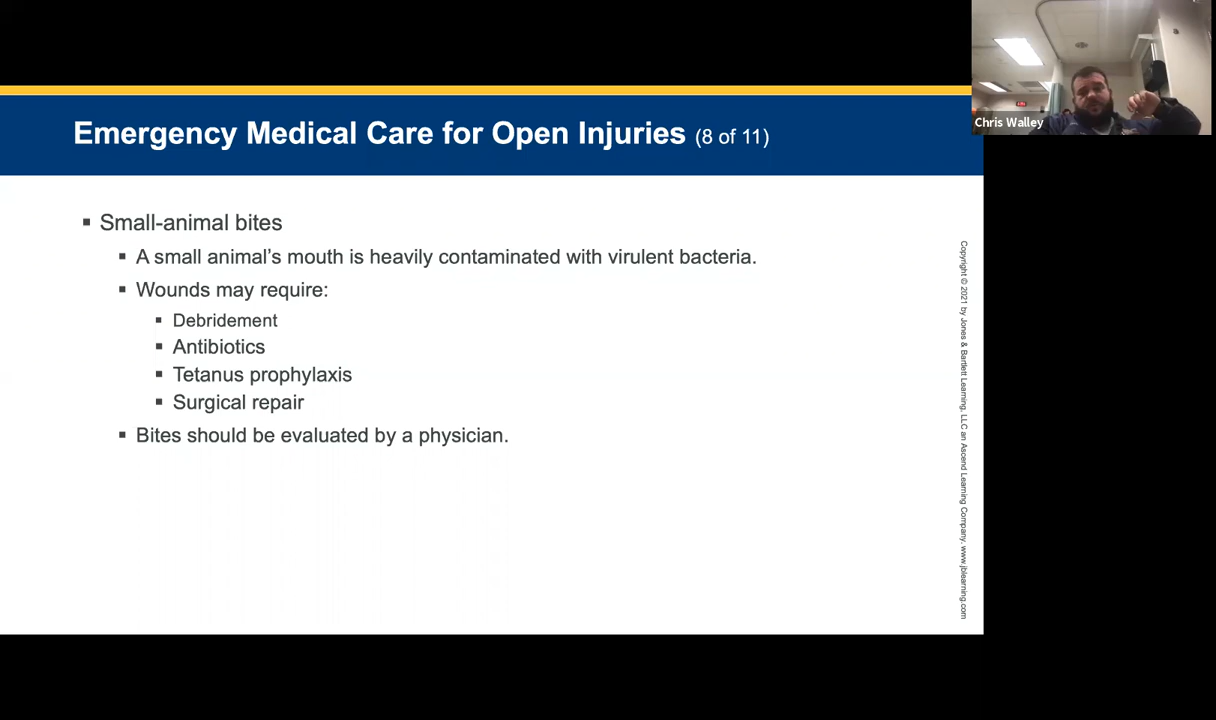 Emergency Medical Care for Open Injuries (8 of 11)
Chris Walley
▪ Small-animal bites
▪ A small animal’s mouth is heavily contaminated with virulent bacteria.
▪ Wounds may require:
▪ Debridement
▪ Antibiotics
▪ Tetanus prophylaxis
▪ Surgical repair
▪ Bites should be evaluated by a physician.
Copyright © 2021 by Jones & Bartlett Learning, LLC an Ascend Learning Company. www.jblearning.com